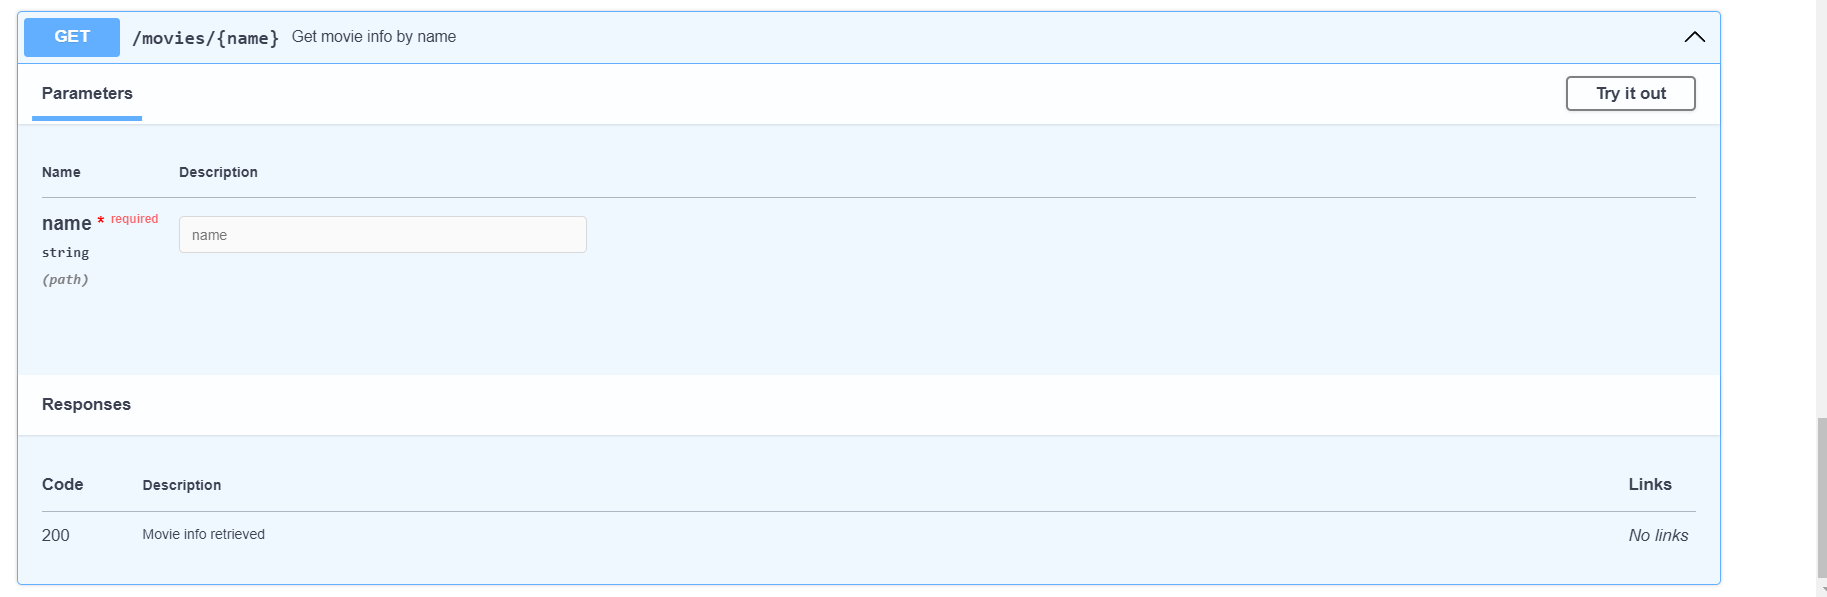 GET /movies/{name} Get movie info by name
Parameters Try it out
Name Description
name * required name
string
(path)
Responses
Code Description Links
200 Movie info retrieved No links